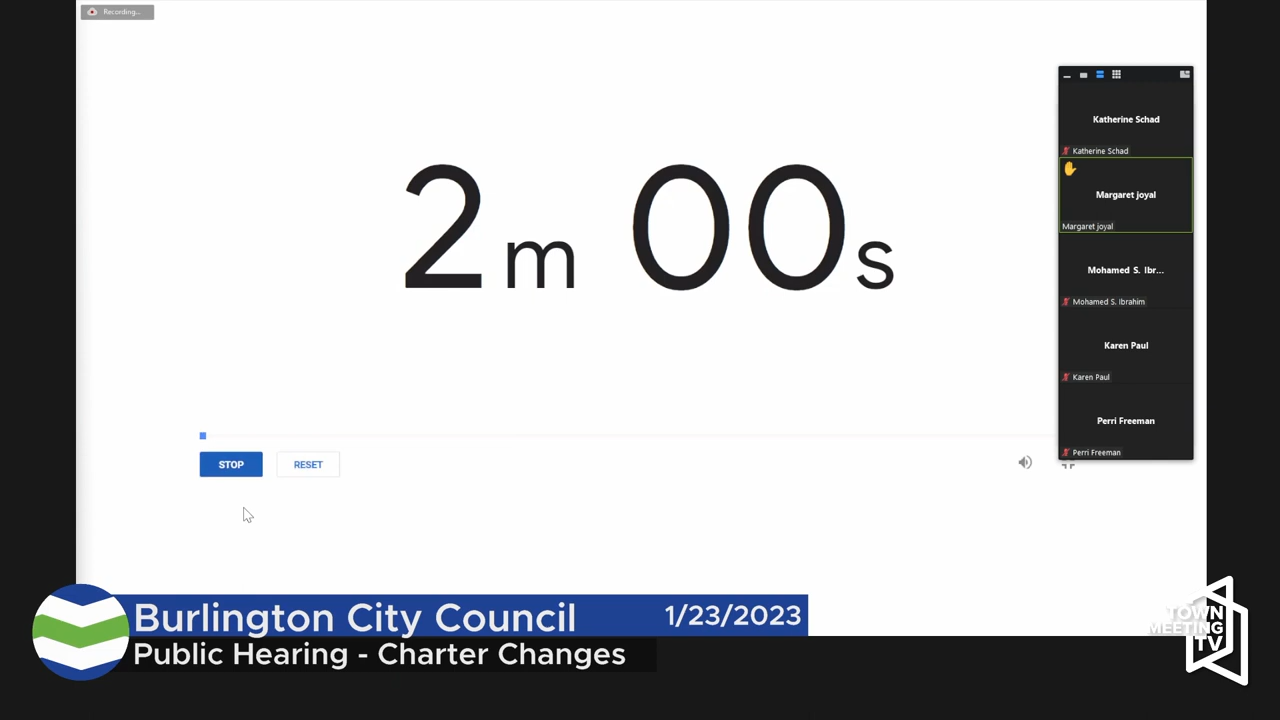 Recording...
2m 00s
Katherine Schad
Katherine Schad
Margaret joyal
Margaret joyal
Mohamed S. Ibr...
Mohamed S. Ibrahim
Karen Paul
Karen Paul
Perri Freeman
Perri Freeman
STOP
RESET
Burlington City Council
1/23/2023
Public Hearing - Charter Changes
TOWN
MEETING
TV